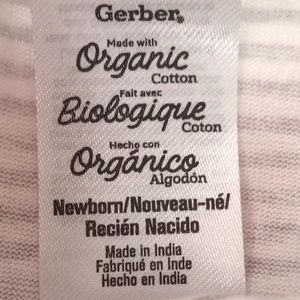 Gerber®
Made with
Organic
Cotton
Fait avec
Biologique
Coton
Hecho con
Orgánico
Algodón
Newborn/Nouveau-né/
Recién Nacido
Made in India
Fabriqué en Inde
Hecho en India